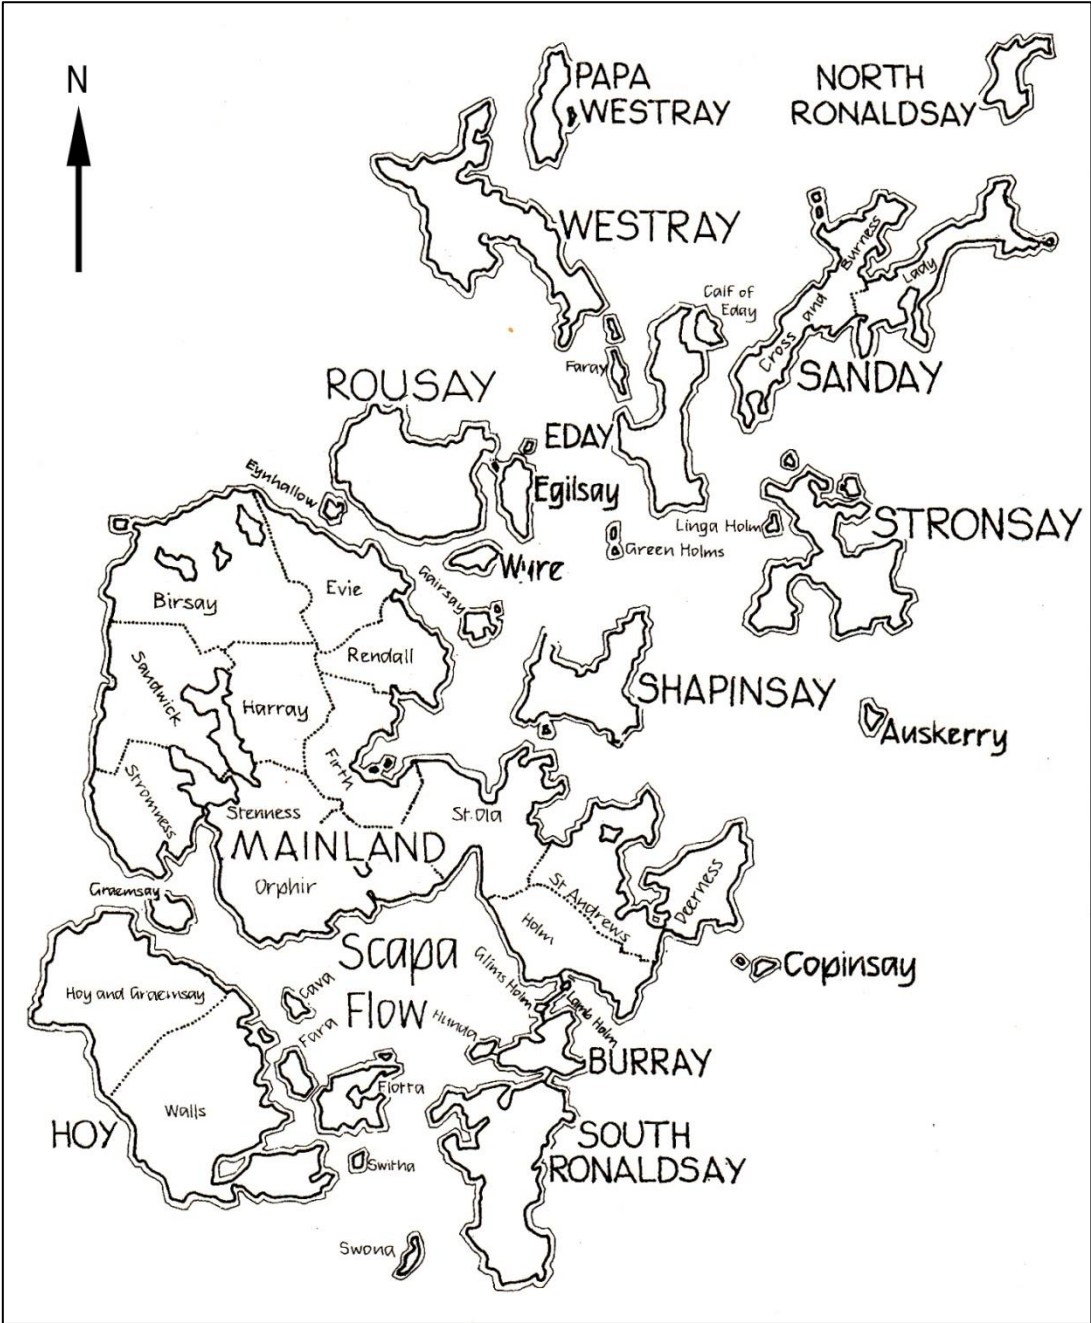 N
PAPA
WESTRAY
NORTH
RONALDSAY
WESTRAY
Burness
Lady
Cross and
Calf of
Eday
Faray
SANDAY
ROUSAY
EDAY
Egilsay
Eynhallow
Linga Holm
STRONSAY
Green Holms
Wyre
Gairsay
Birsay
Evie
Rendall
Sandwick
Harray
SHAPINSAY
Auskerry
Firth
Stromness
Stenness
St. Ola
MAINLAND
Orphir
Graemsay
St Andrews
Deerness
Holm
Scapa
Flow
Copinsay
Hoy and Graemsay
Cava
Glims Holm
Lamb Holm
Hunda
Fara
BURRAY
Flotta
Walls
HOY
SOUTH
RONALDSAY
Switha
Swona